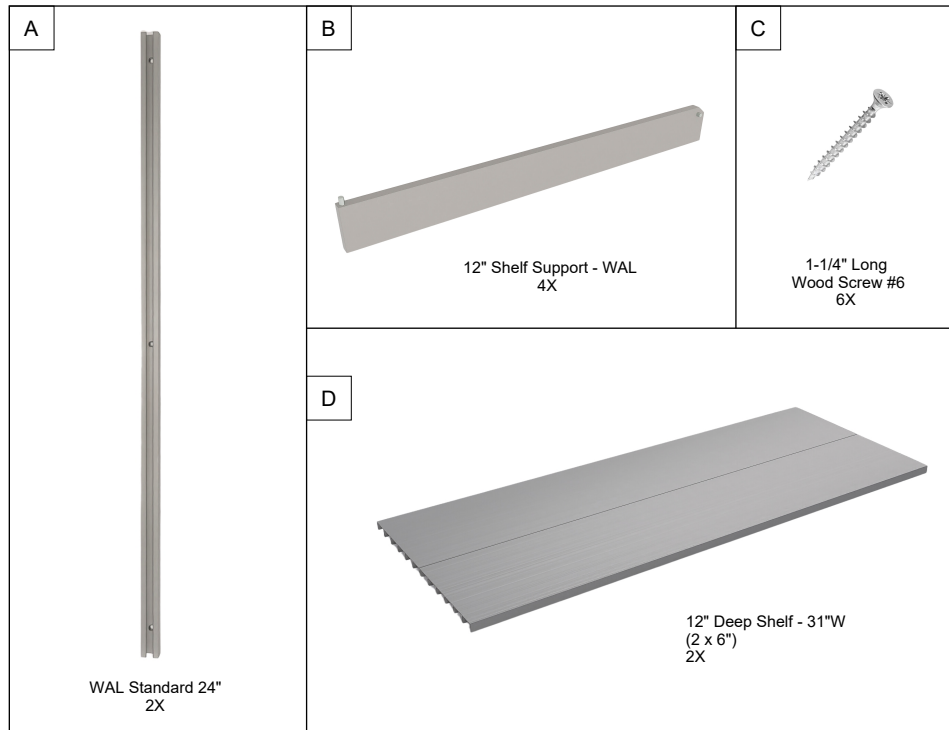 A
WAL Standard 24"
2X
B
12" Shelf Support - WAL
4X
C
1-1/4" Long
Wood Screw #6
6X
D
12" Deep Shelf - 31"W
(2 x 6")
2X